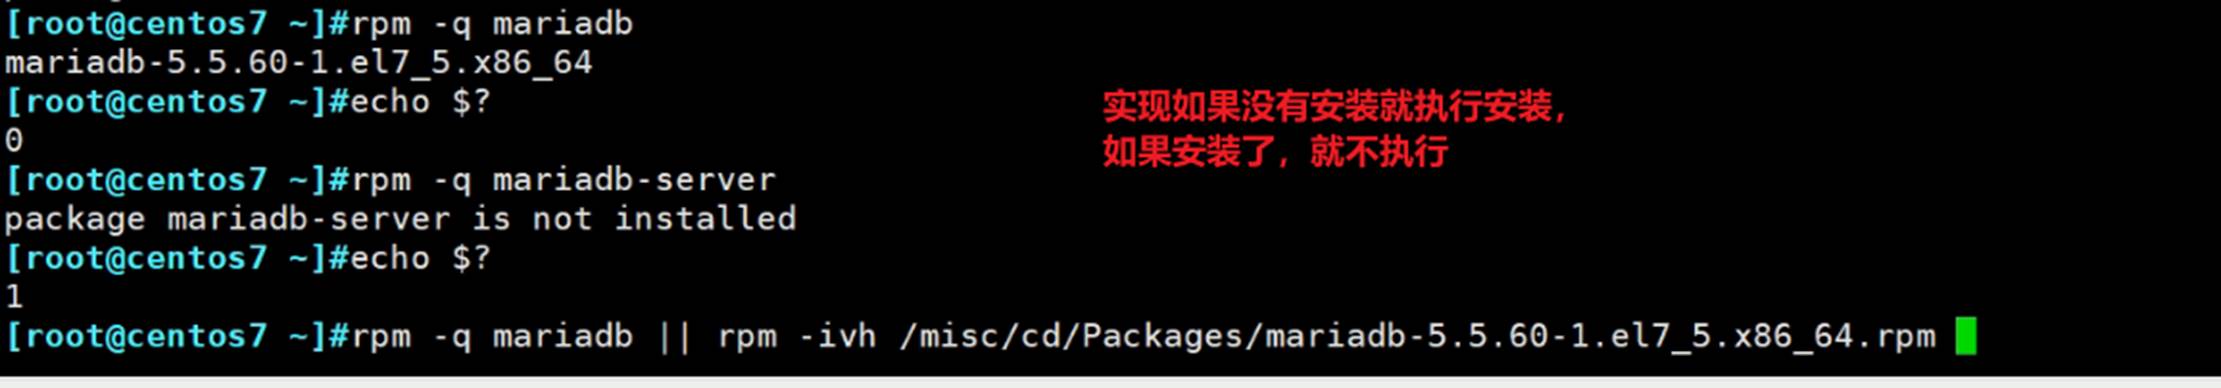 [root@centos7 ~]#rpm -q mariadb
mariadb-5.5.60-1.el7_5.x86_64
[root@centos7 ~]#echo $?
实现如果没有安装就执行安装，
0
如果安装了，就不执行
[root@centos7 ~]#rpm -q mariadb-server
package mariadb-server is not installed
[root@centos7 ~]#echo $?
1
[root@centos7 ~]#rpm -q mariadb || rpm -ivh /misc/cd/Packages/mariadb-5.5.60-1.el7_5.x86_64.rpm